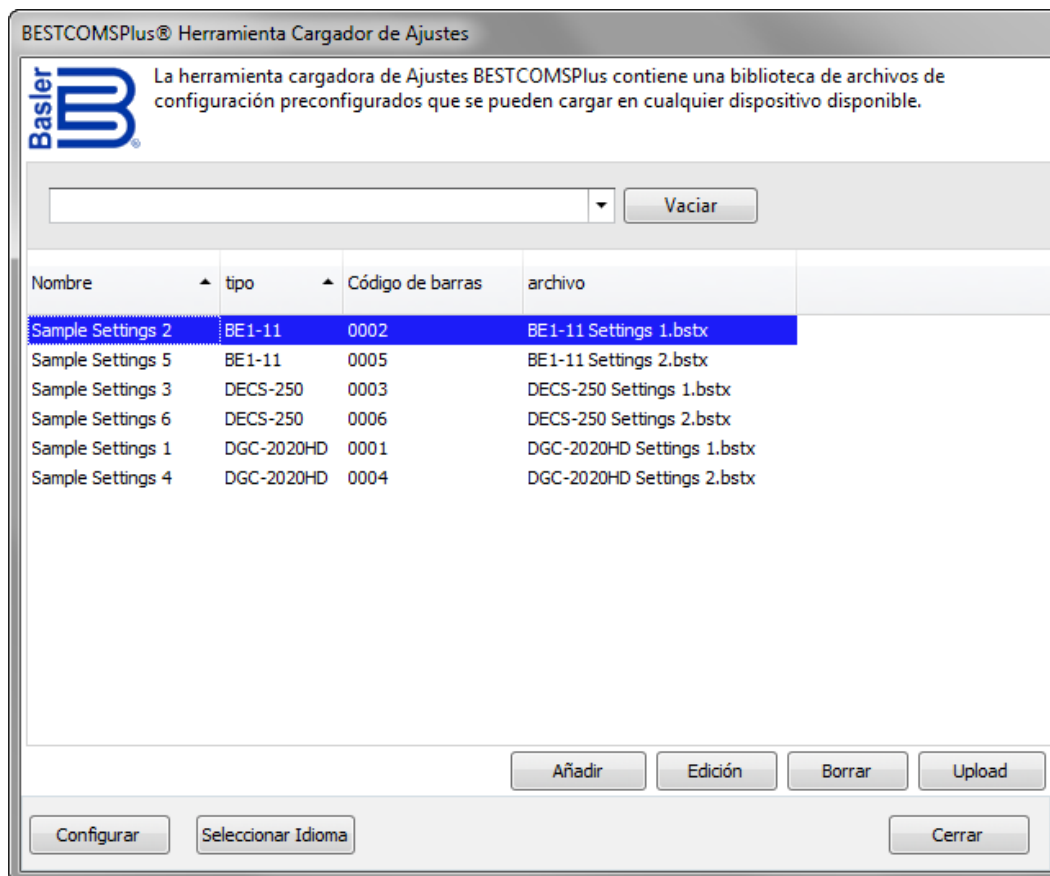 BESTCOMSPlus® Herramienta Cargador de Ajustes
Basler
La herramienta cargadora de Ajustes BESTCOMSPlus contiene una biblioteca de archivos de
configuración preconfigurados que se pueden cargar en cualquier dispositivo disponible.
Vaciar
Nombre tipo Código de barras archivo
Sample Settings 2 BE1-11 0002 BE1-11 Settings 1.bstx
Sample Settings 5 BE1-11 0005 BE1-11 Settings 2.bstx
Sample Settings 3 DECS-250 0003 DECS-250 Settings 1.bstx
Sample Settings 6 DECS-250 0006 DECS-250 Settings 2.bstx
Sample Settings 1 DGC-2020HD 0001 DGC-2020HD Settings 1.bstx
Sample Settings 4 DGC-2020HD 0004 DGC-2020HD Settings 2.bstx
Añadir Edición Borrar Upload
Configurar Seleccionar Idioma Cerrar